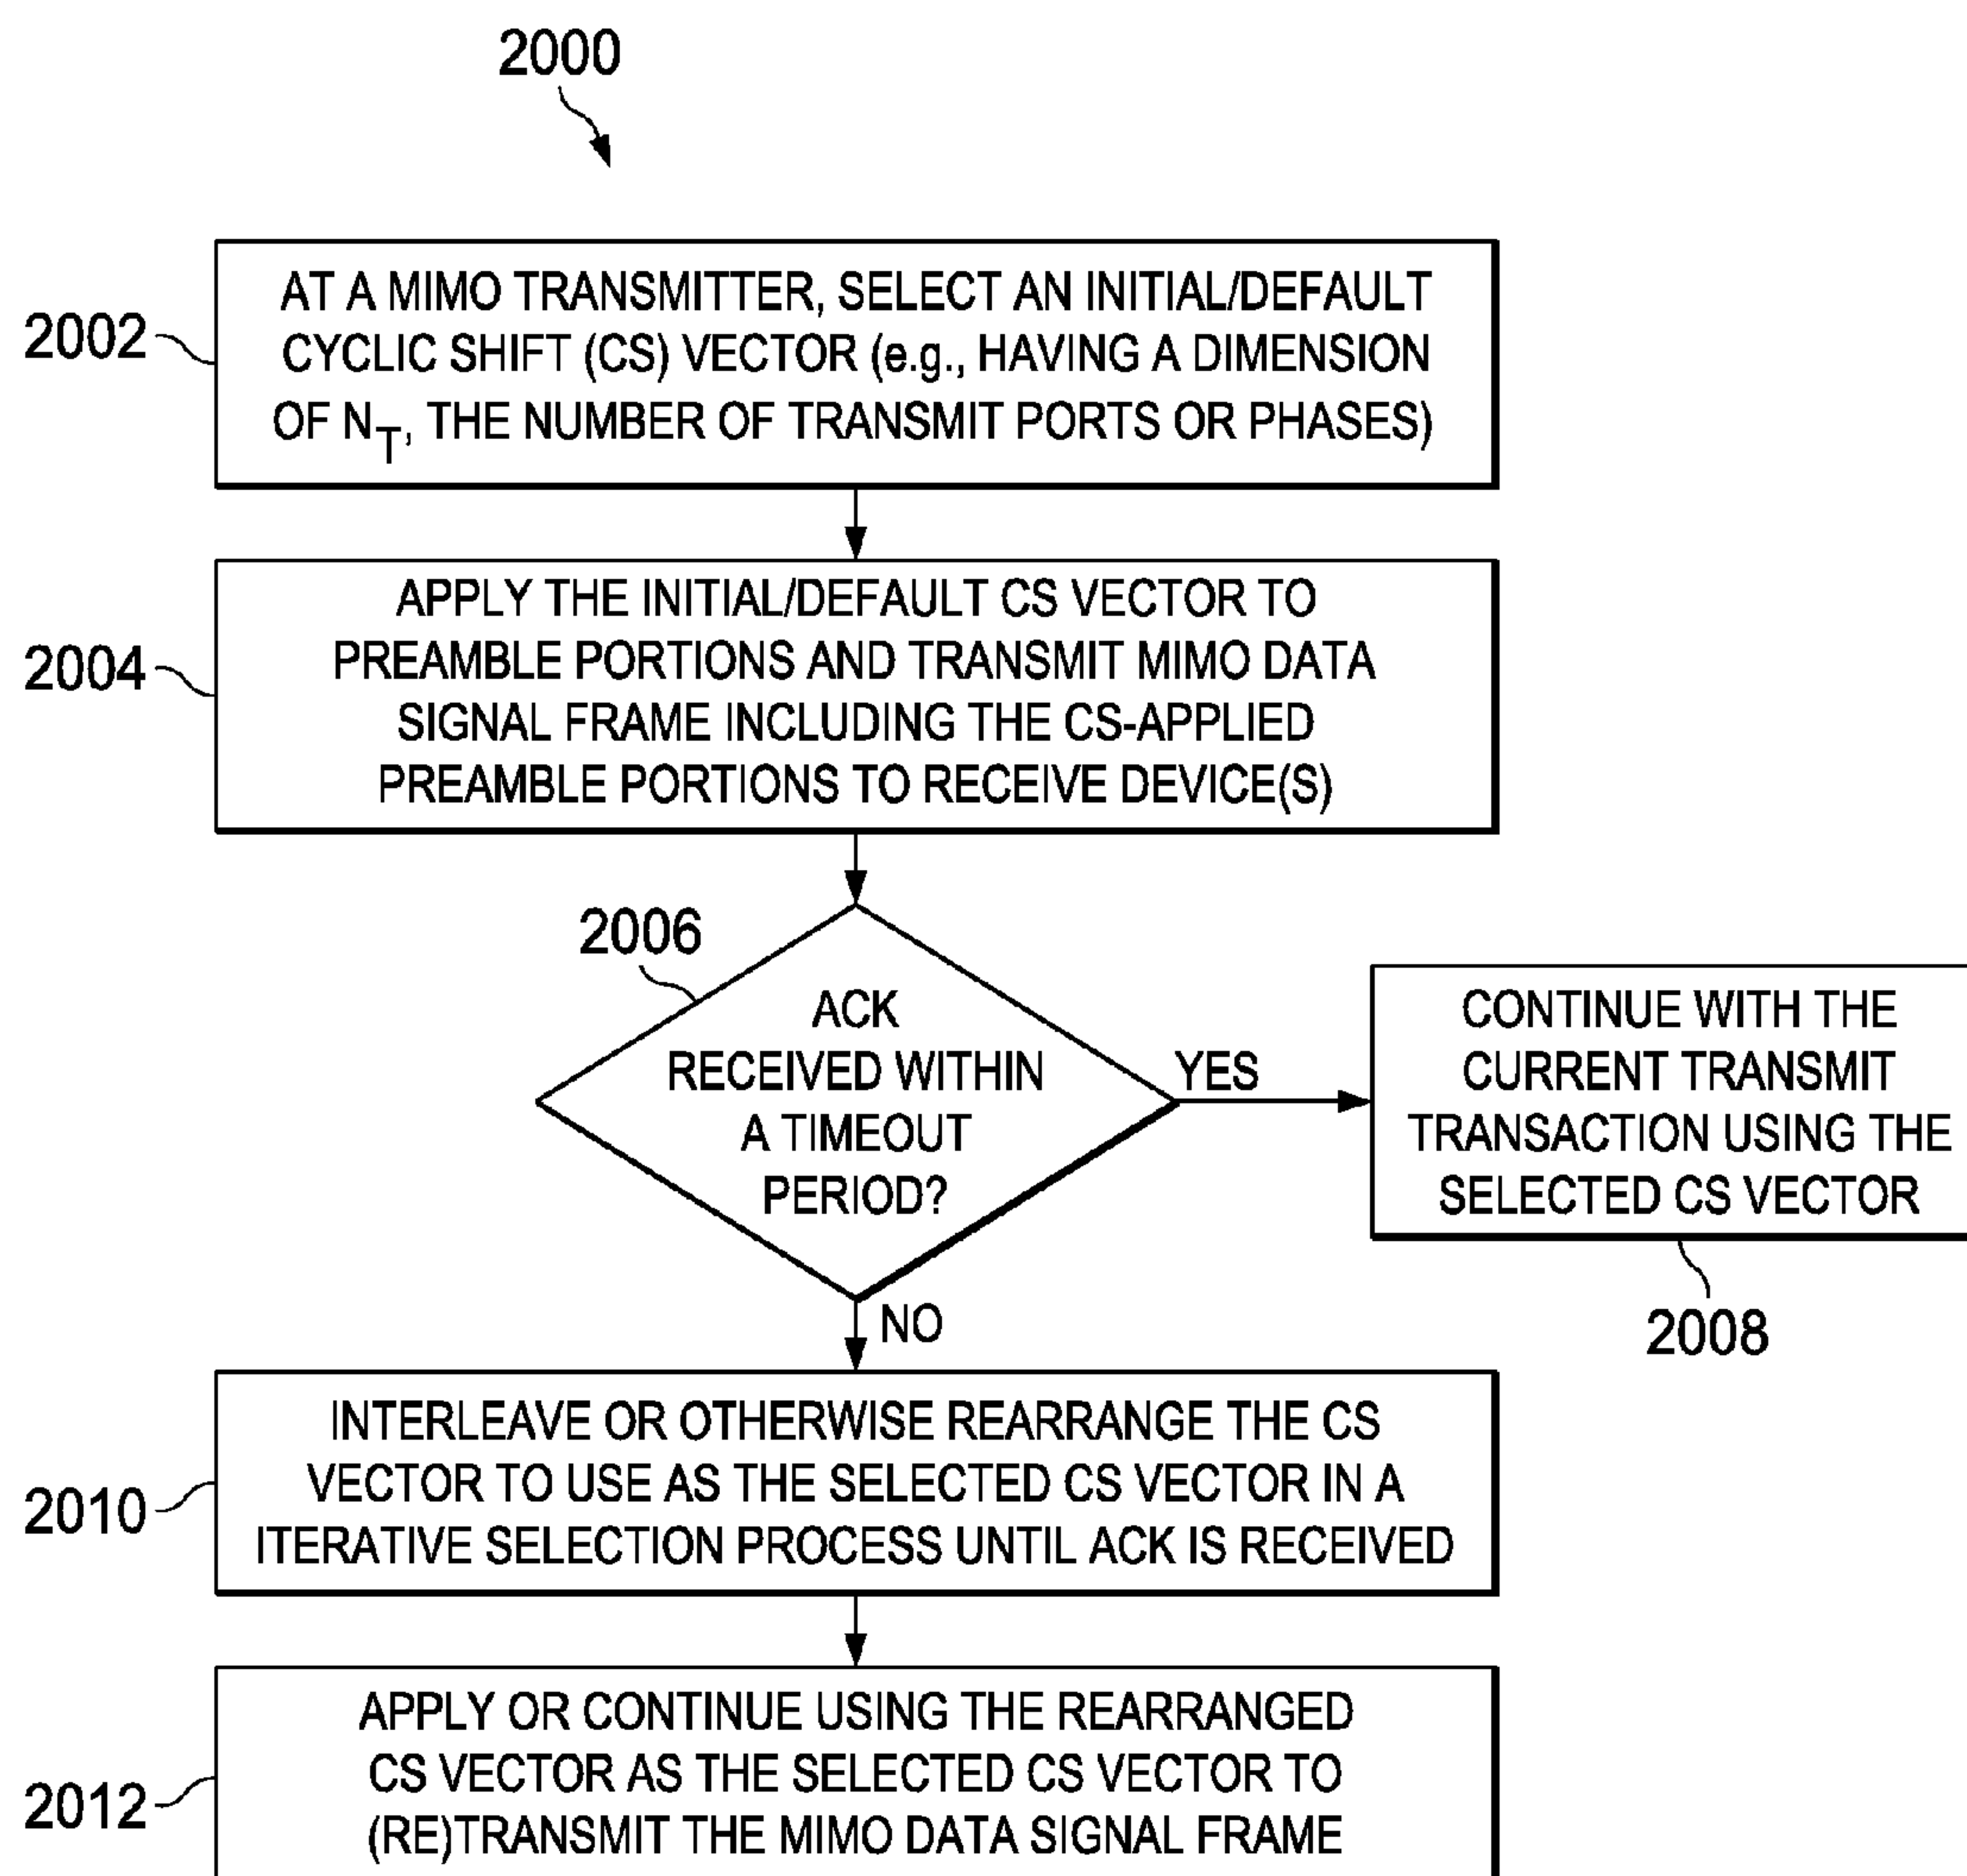 2000
2002
AT A MIMO TRANSMITTER, SELECT AN INITIAL/DEFAULT
CYCLIC SHIFT (CS) VECTOR (e.g., HAVING A DIMENSION
OF N_T, THE NUMBER OF TRANSMIT PORTS OR PHASES)
2004
APPLY THE INITIAL/DEFAULT CS VECTOR TO
PREAMBLE PORTIONS AND TRANSMIT MIMO DATA
SIGNAL FRAME INCLUDING THE CS-APPLIED
PREAMBLE PORTIONS TO RECEIVE DEVICE(S)
2006
ACK
RECEIVED WITHIN
A TIMEOUT
PERIOD?
YES
CONTINUE WITH THE
CURRENT TRANSMIT
TRANSACTION USING THE
SELECTED CS VECTOR
2008
NO
2010
INTERLEAVE OR OTHERWISE REARRANGE THE CS
VECTOR TO USE AS THE SELECTED CS VECTOR IN A
ITERATIVE SELECTION PROCESS UNTIL ACK IS RECEIVED
2012
APPLY OR CONTINUE USING THE REARRANGED
CS VECTOR AS THE SELECTED CS VECTOR TO
(RE)TRANSMIT THE MIMO DATA SIGNAL FRAME